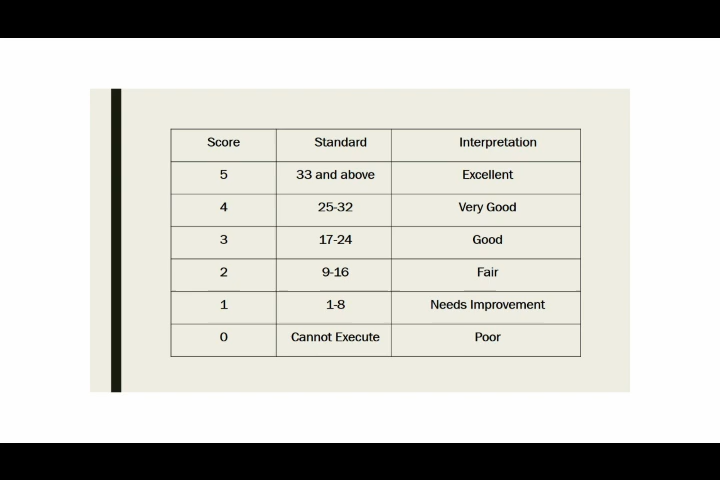 Score Standard Interpretation
5 33 and above Excellent
4 25-32 Very Good
3 17-24 Good
2 9-16 Fair
1 1-8 Needs Improvement
0 Cannot Execute Poor